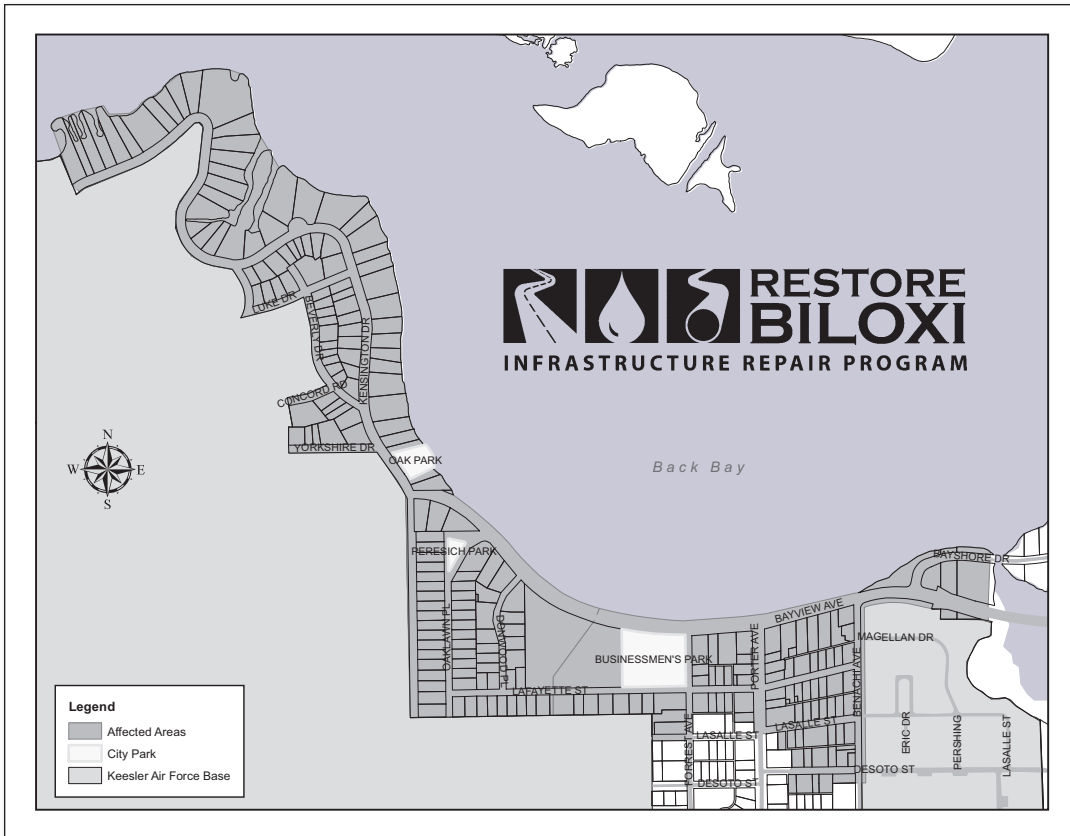 RESTORE
BILOXI
INFRASTRUCTURE REPAIR PROGRAM
LUKE DR
BEVERLY DR
KENSINGTON DR
CONCORD RD
YORKSHIRE DR
N
W
E
S
OAK PARK
Back Bay
PERESICH PARK
BAYSHORE DR
BAYVIEW AVE
OAKLAWN PL
DONWOOD PL
PORTER AVE
MAGELLAN DR
BUSINESSMEN'S PARK
BENACHI AVE
LAFAYETTE ST
FORREST AVE
LASALLE ST
LASALLE ST
ERIC DR
PERSHING
LASALLE ST
DESOTO ST
DESOTO ST
Legend
Affected Areas
City Park
Keesler Air Force Base